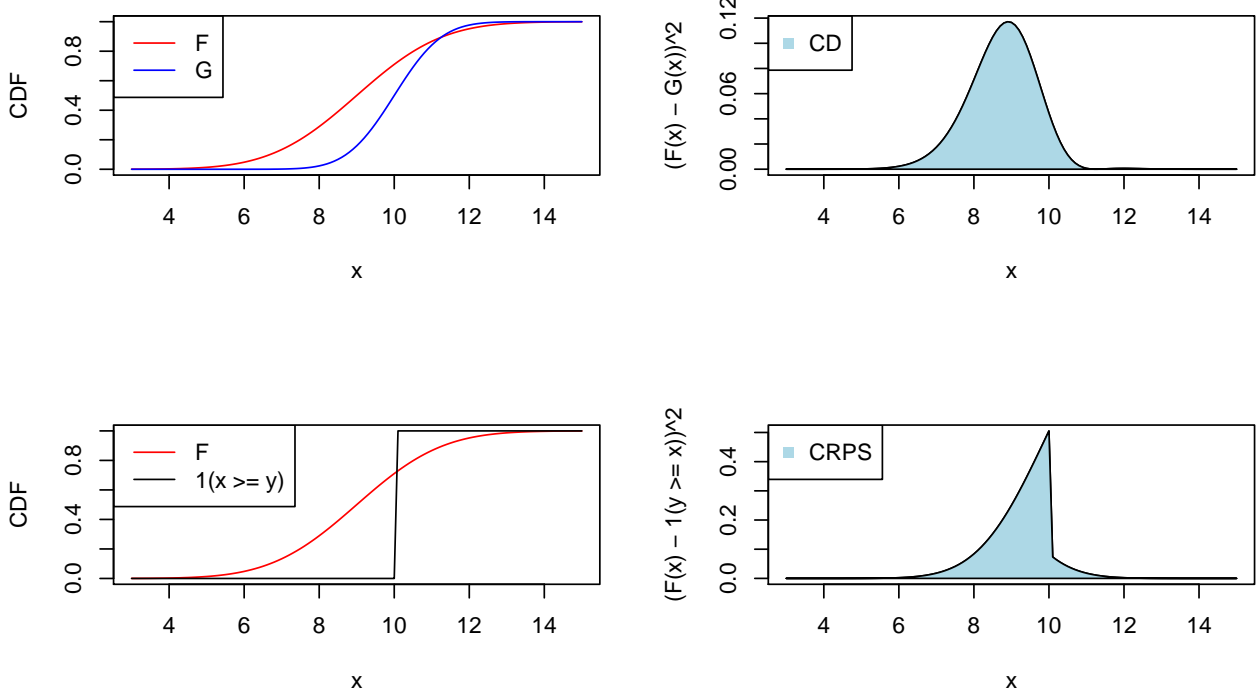 CDF
0.0 0.4 0.8
F
G
4 6 8 10 12 14
x
(F(x) − G(x))^2
0.00 0.06 0.12
CD
4 6 8 10 12 14
x
CDF
0.0 0.4 0.8
F
1(x >= y)
4 6 8 10 12 14
x
(F(x) − 1(y >= x))^2
0.0 0.2 0.4
CRPS
4 6 8 10 12 14
x